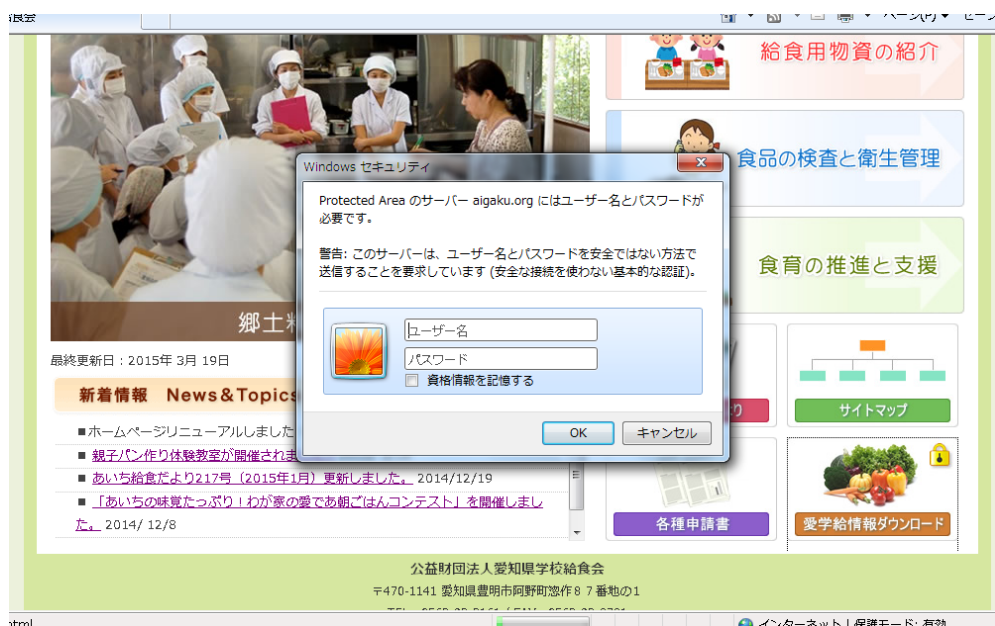 給食会
ページ(P)
給食用物資の紹介
食品の検査と衛生管理
食育の推進と支援
Windows セキュリティ
Protected Area のサーバー aigaku.org にはユーザー名とパスワードが
必要です。
警告: このサーバーは、ユーザー名とパスワードを安全ではない方法で
送信することを要求しています (安全な接続を使わない基本的な認証)。
ユーザー名
パスワード
資格情報を記憶する
OK
キャンセル
郷土
最終更新日：2015年 3月 19日
新着情報 News&Topics
■ホームページリニューアルしました
■ 親子パン作り体験教室が開催されま
■ あいち給食だより217号（2015年1月）更新しました。 2014/12/19
■ 「あいちの味覚たっぷり！わが家の愛であ朝ごはんコンテスト」を開催しまし
た。 2014/ 12/8
サイトマップ
各種申請書
愛学給情報ダウンロード
公益財団法人愛知県学校給食会
〒470-1141 愛知県豊明市阿野町惣作８７番地の1
インターネット | 保護モード: 有効